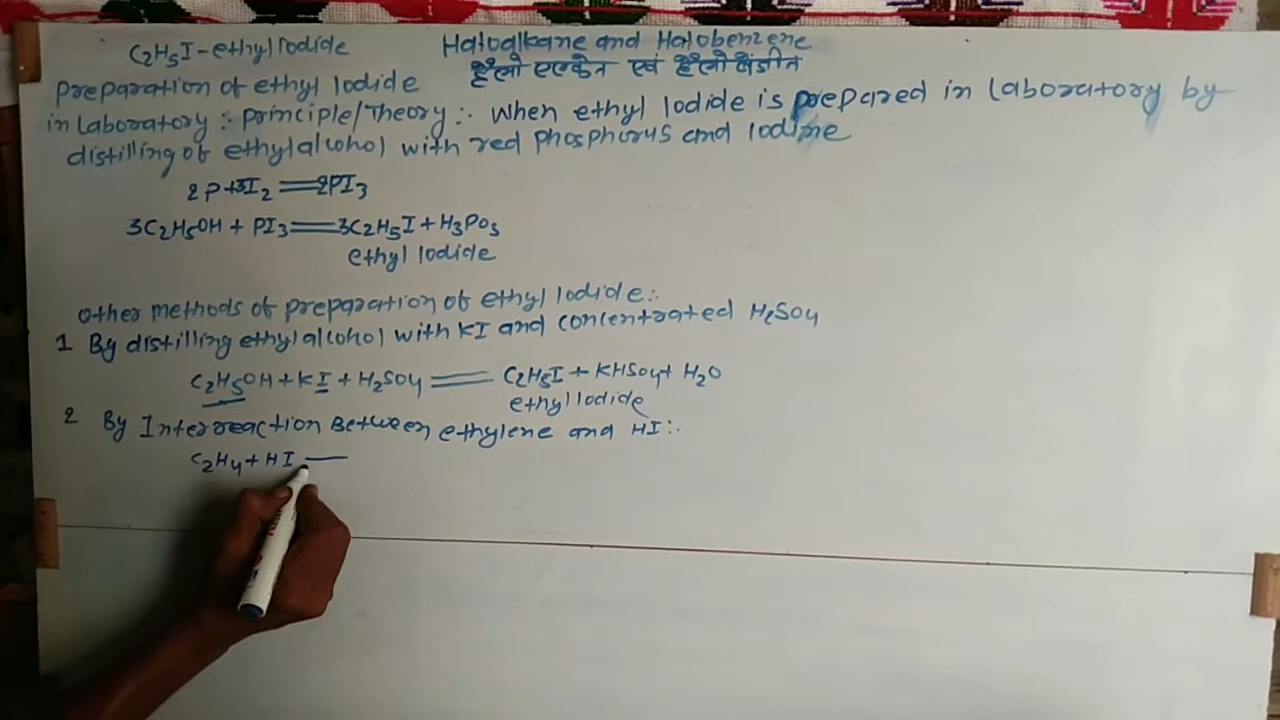 C₂H₅I - ethyl Iodide
Haloalkane and Halobenzene
हैलो एल्केन एवं हैलो बेंजीन
Preparation of ethyl Iodide
in Laboratory :. Principle/Theory :. When ethyl Iodide is prepared in Laboratory by
distilling of ethyl alcohol with red Phosphorus and Iodine
2P+3I₂ = 2PI₃
3C₂H₅OH + PI₃ = 3C₂H₅I + H₃PO₃
ethyl Iodide
other methods of preparation of ethyl Iodide :.
1 By distilling ethyl alcohol with KI and concentrated H₂SO₄
C₂H₅OH + KI + H₂SO₄ = C₂H₅I + KHSO₄ + H₂O
ethyl Iodide
2 By Intereaction Between ethylene and HI :.
C₂H₄ + HI —